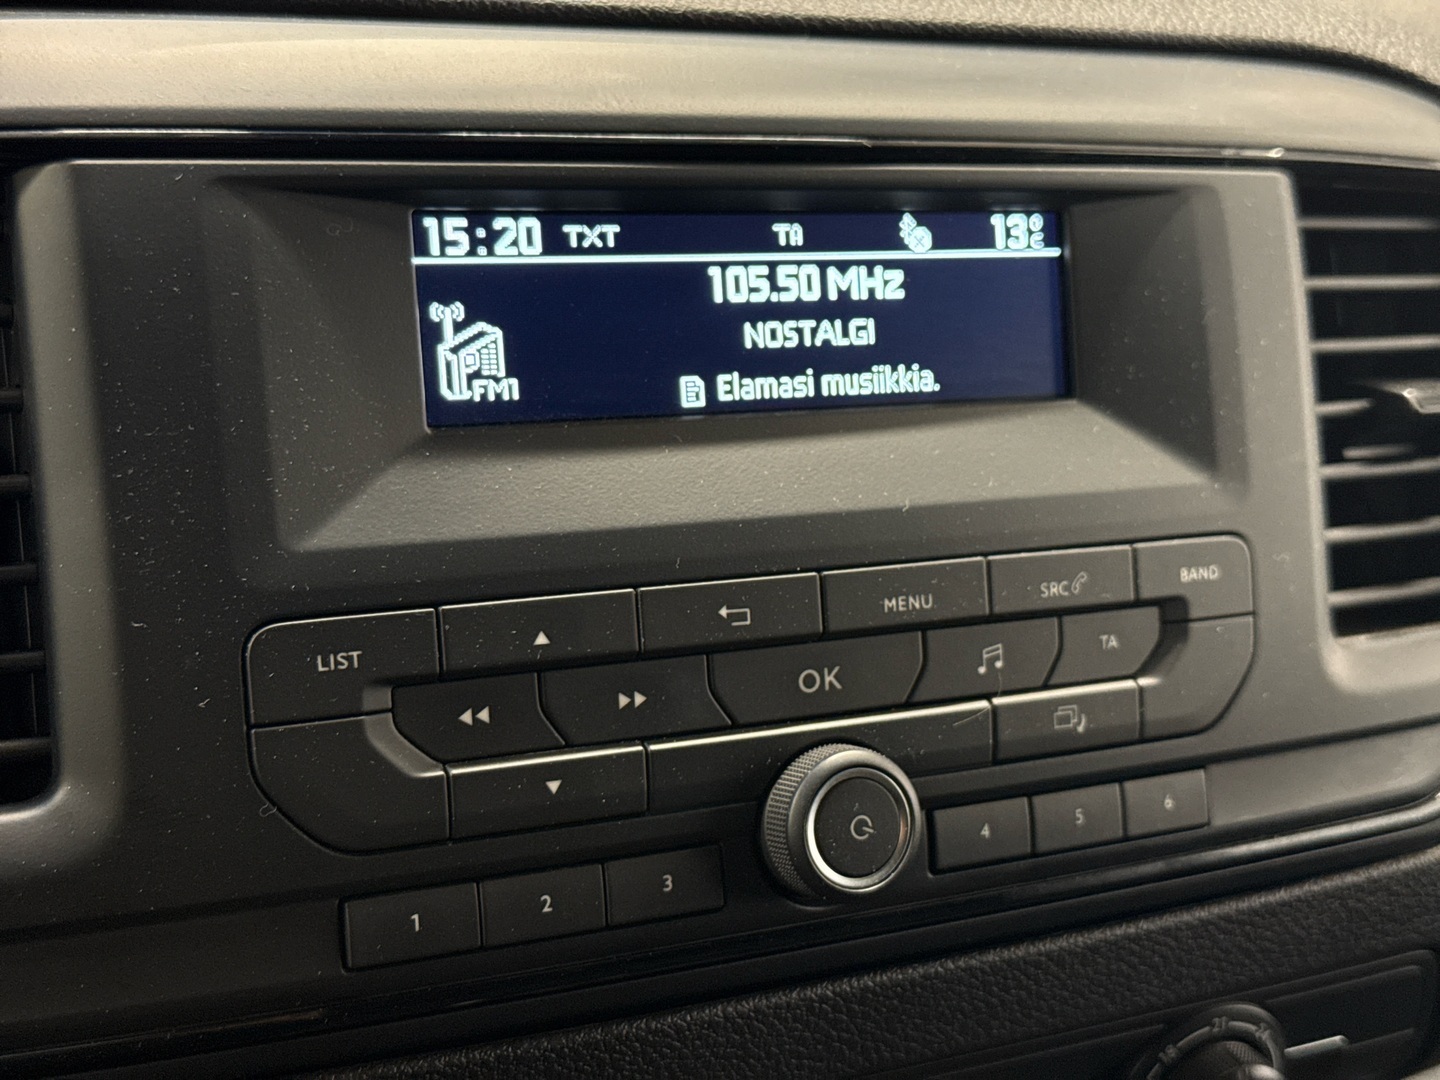 15:20 TXT TA 13°C
105.50 MHz
NOSTALGI
FM1
Elamasi musiikkia.
LIST
MENU
SRC
BAND
OK
TA
1
2
3
4
5
6
21